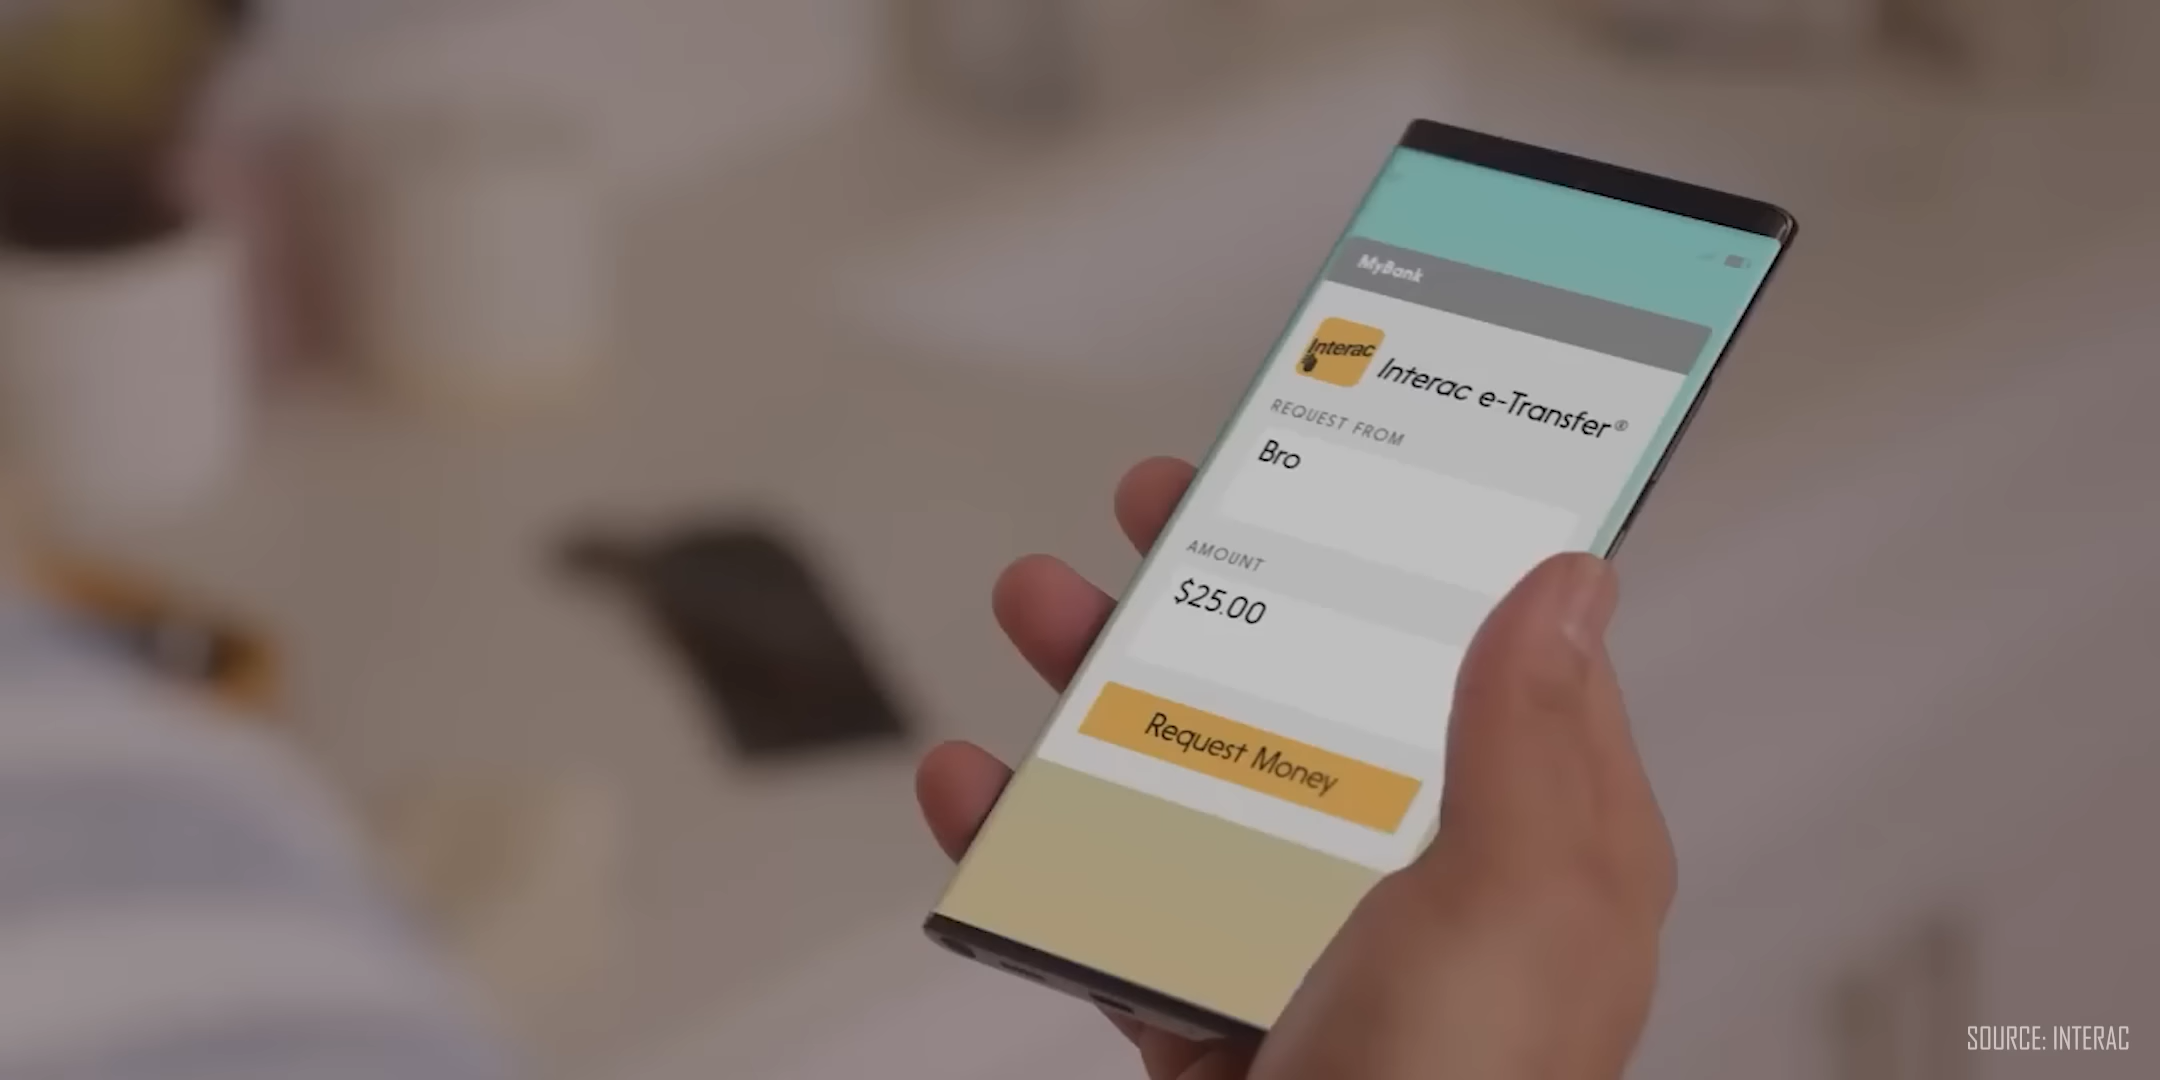 MyBank
Interac
Interac e-Transfer®
REQUEST FROM
Bro
AMOUNT
$25.00
Request Money
SOURCE: INTERAC